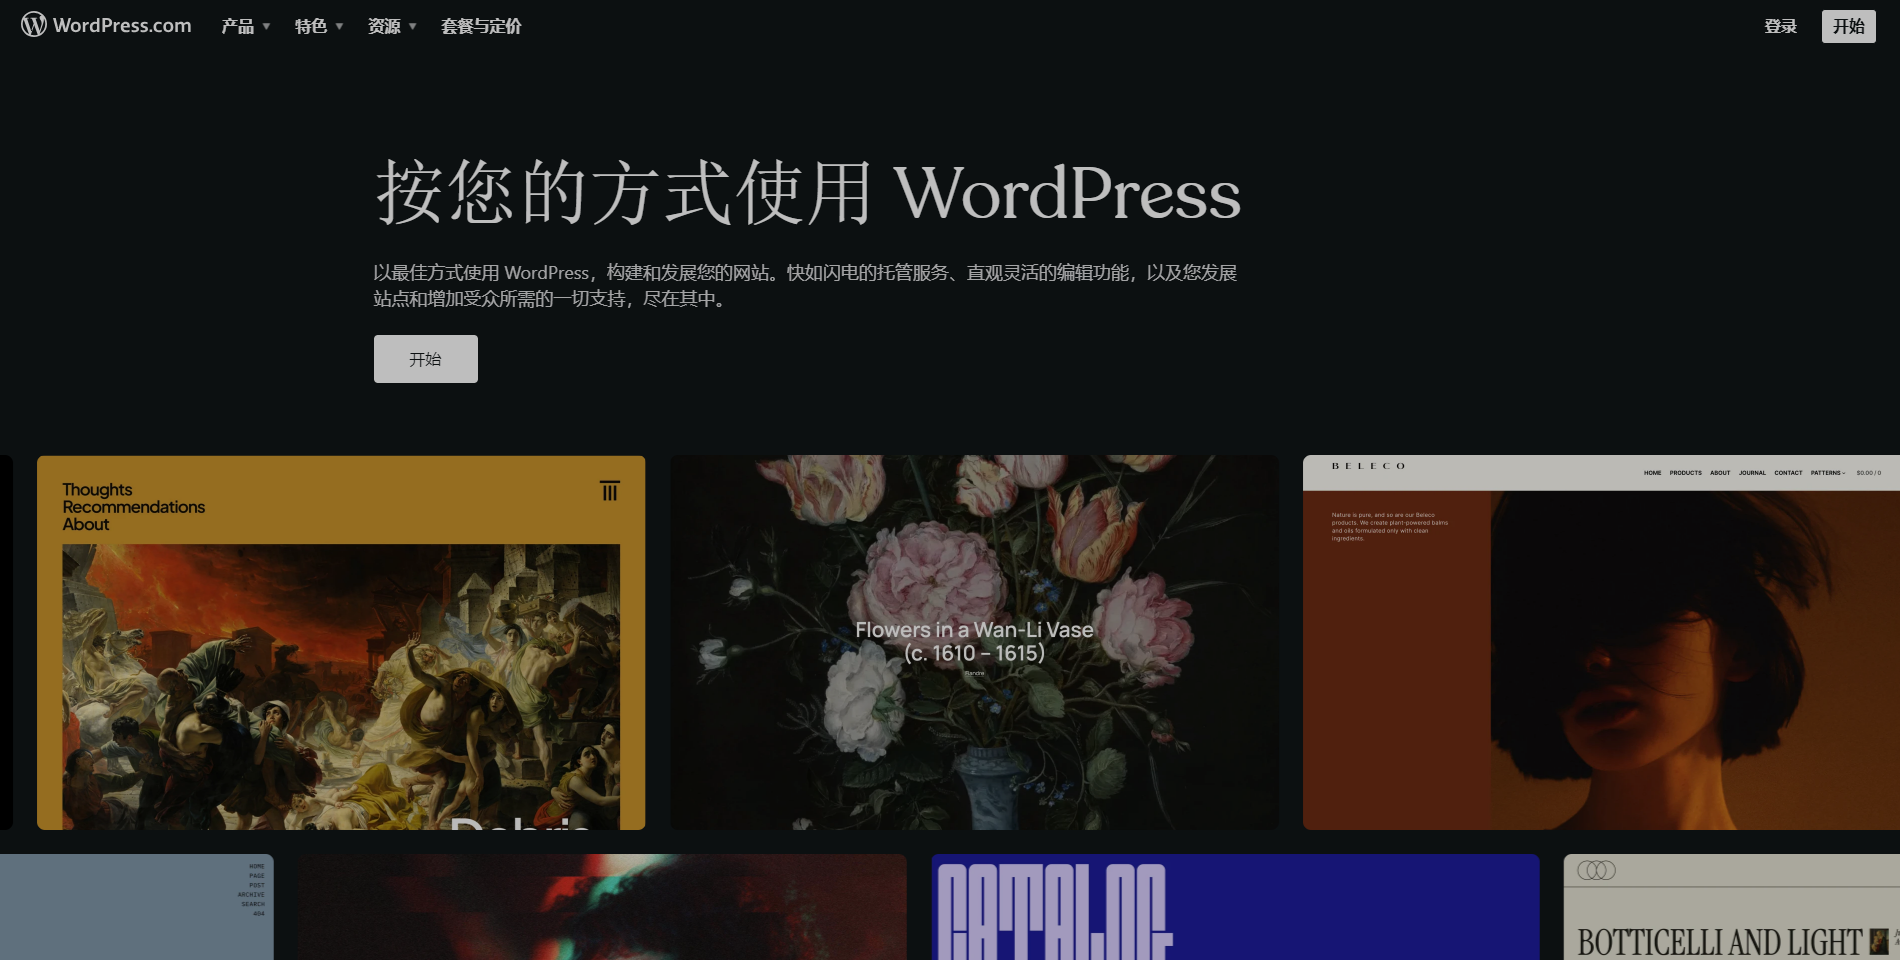 WordPress.com 产品 特色 资源 套餐与定价 登录 开始
按您的方式使用 WordPress
以最佳方式使用 WordPress，构建和发展您的网站。快如闪电的托管服务、直观灵活的编辑功能，以及您发展
站点和增加受众所需的一切支持，尽在其中。
开始
Thoughts
Recommendations
About
Debris
Flowers in a Wan-Li Vase
(c. 1610 – 1615)
Flandre
BELECO
HOME PRODUCTS ABOUT JOURNAL CONTACT PATTERNS $0.00 / 0
Nature is pure, and so are our Beleco
products. We create plant-powered balms
and oils formulated only with clean
ingredients.
HOME
PAGE
POST
ARCHIVE
SEARCH
404
CATALOG
BOTTICELLI AND LIGHT